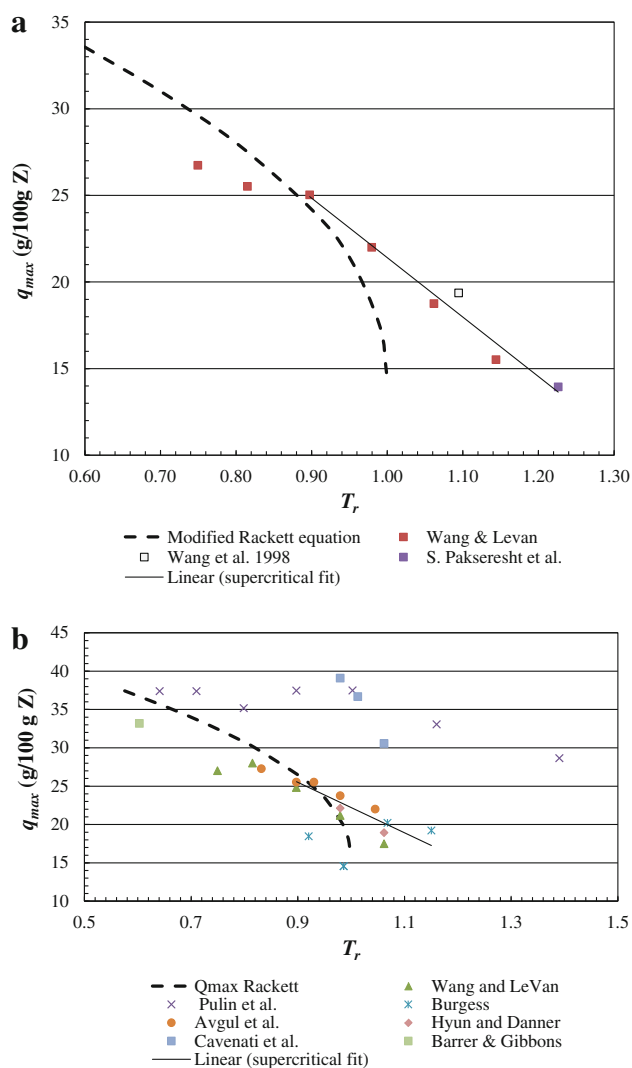 a
35
30
25
20
15
10
q_max (g/100g Z)
0.60 0.70 0.80 0.90 1.00 1.10 1.20 1.30
T_r
Modified Rackett equation Wang & Levan
Wang et al. 1998 S. Pakseresht et al.
Linear (supercritical fit)
b
45
40
35
30
25
20
15
10
q_max (g/100 g Z)
0.5 0.7 0.9 1.1 1.3 1.5
T_r
Qmax Rackett Wang and LeVan
Pulin et al. Burgess
Avgul et al. Hyun and Danner
Cavenati et al. Barrer & Gibbons
Linear (supercritical fit)